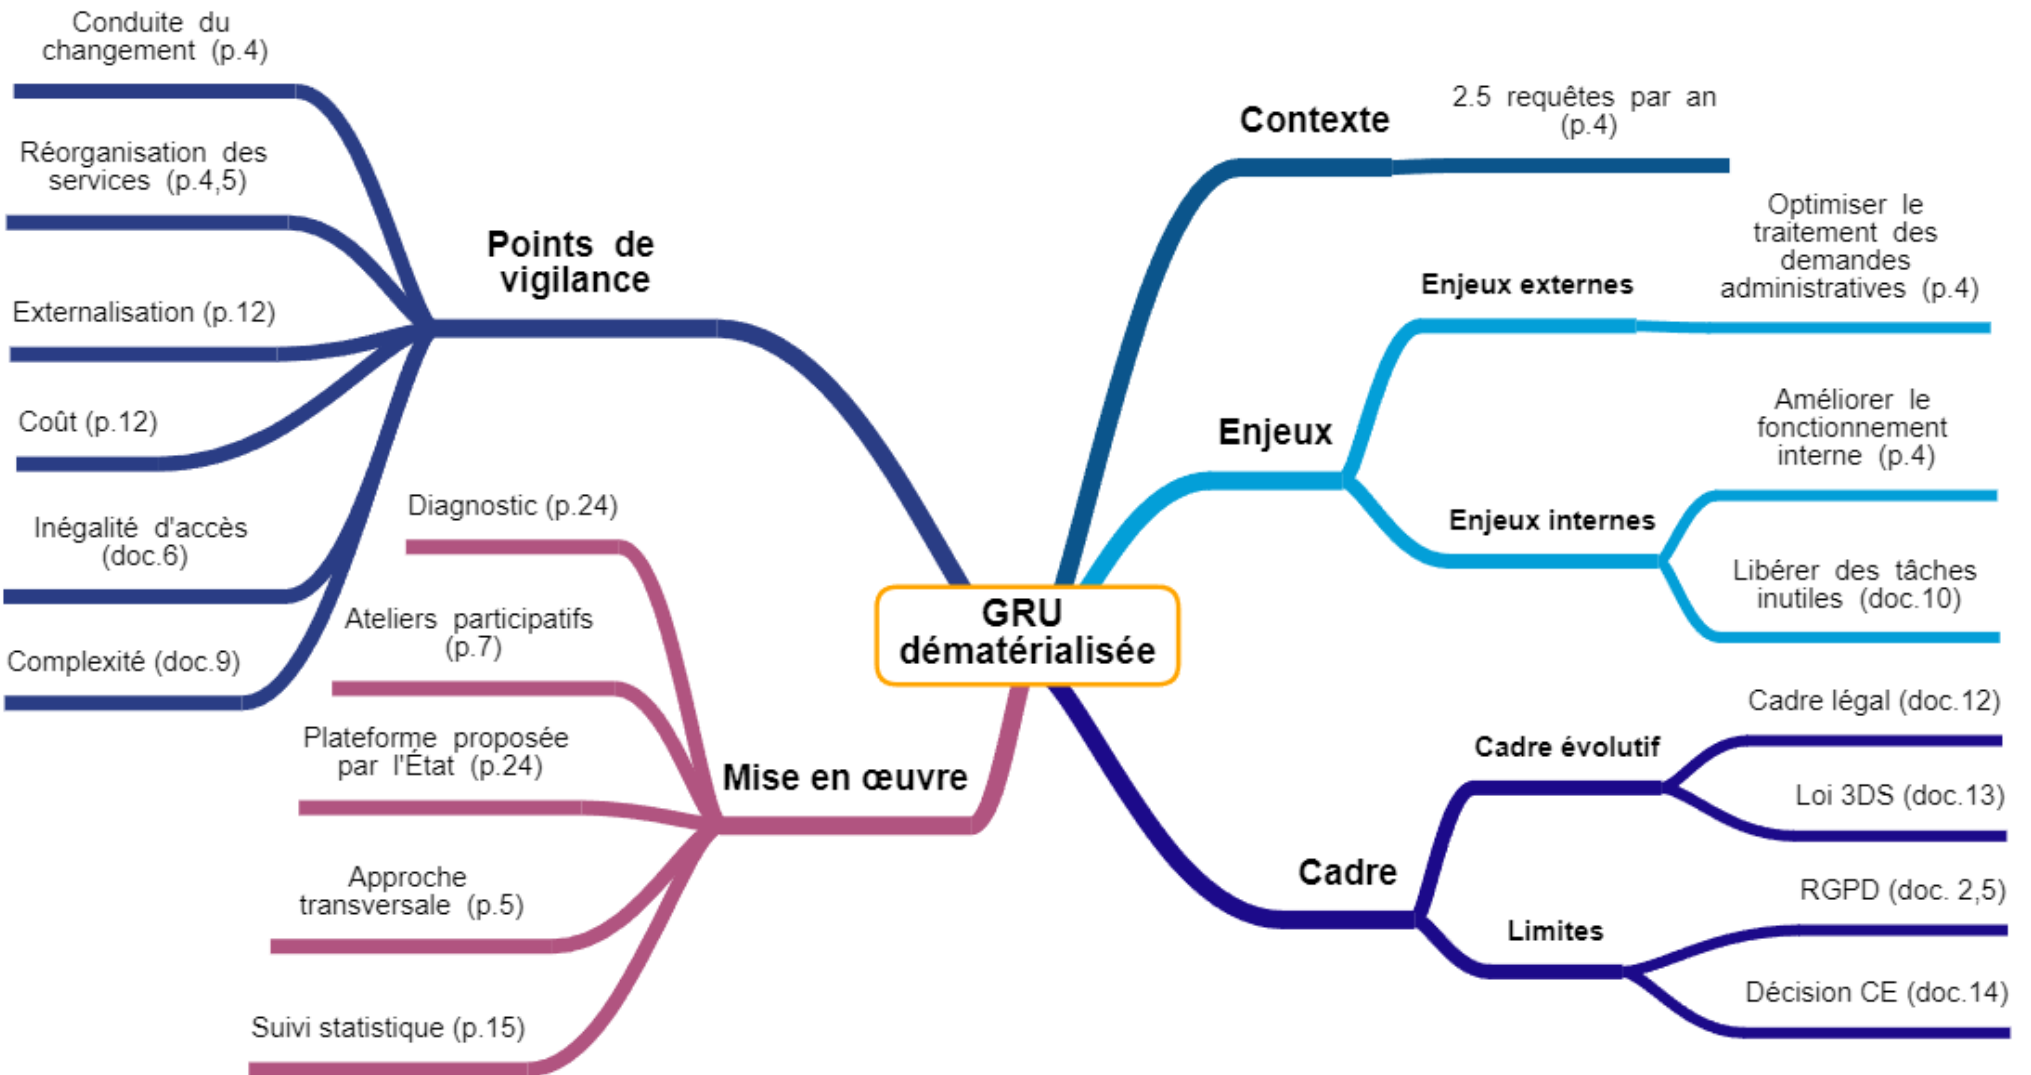 Conduite du
changement (p.4)
Réorganisation des
services (p.4,5)
Externalisation (p.12)
Coût (p.12)
Inégalité d'accès
(doc.6)
Complexité (doc.9)
Points de
vigilance
Diagnostic (p.24)
Ateliers participatifs
(p.7)
Plateforme proposée
par l'État (p.24)
Approche
transversale (p.5)
Suivi statistique (p.15)
Mise en œuvre
GRU
dématérialisée
Contexte
2.5 requêtes par an
(p.4)
Enjeux
Enjeux externes
Optimiser le
traitement des
demandes
administratives (p.4)
Enjeux internes
Améliorer le
fonctionnement
interne (p.4)
Libérer des tâches
inutiles (doc.10)
Cadre
Cadre évolutif
Cadre légal (doc.12)
Loi 3DS (doc.13)
Limites
RGPD (doc. 2,5)
Décision CE (doc.14)